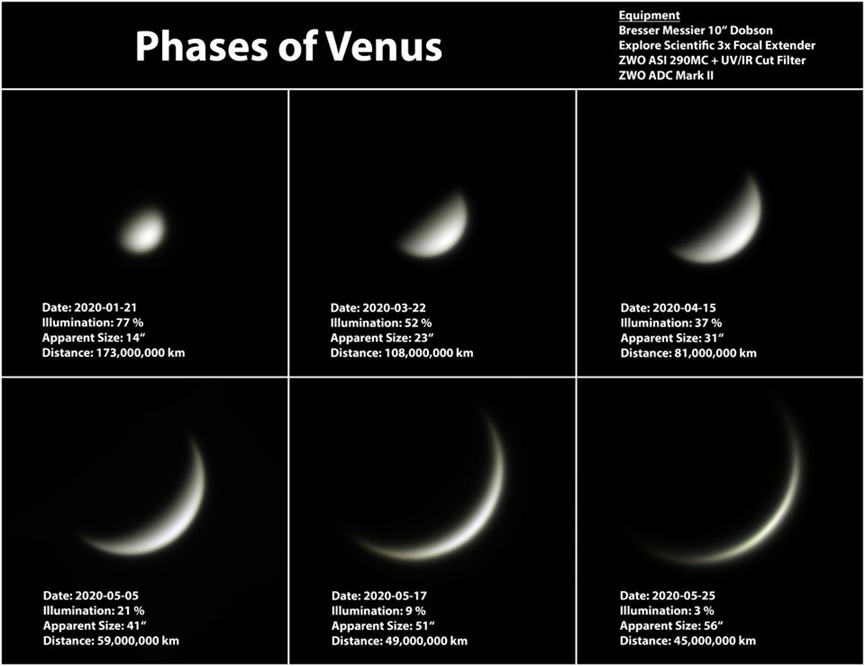 Phases of Venus
Equipment
Bresser Messier 10“ Dobson
Explore Scientific 3x Focal Extender
ZWO ASI 290MC + UV/IR Cut Filter
ZWO ADC Mark II
Date: 2020-01-21
Illumination: 77 %
Apparent Size: 14“
Distance: 173,000,000 km
Date: 2020-03-22
Illumination: 52 %
Apparent Size: 23“
Distance: 108,000,000 km
Date: 2020-04-15
Illumination: 37 %
Apparent Size: 31“
Distance: 81,000,000 km
Date: 2020-05-05
Illumination: 21 %
Apparent Size: 41“
Distance: 59,000,000 km
Date: 2020-05-17
Illumination: 9 %
Apparent Size: 51“
Distance: 49,000,000 km
Date: 2020-05-25
Illumination: 3 %
Apparent Size: 56“
Distance: 45,000,000 km